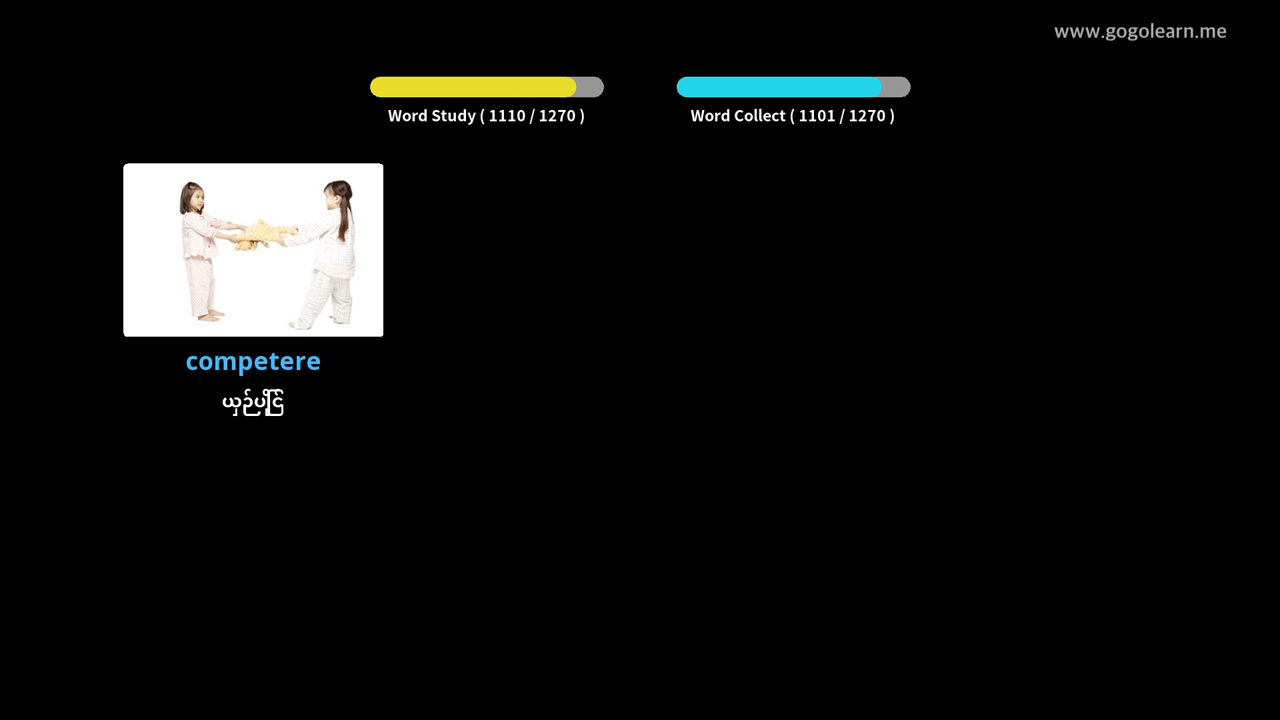 www.gogolearn.me
Word Study ( 1110 / 1270 )
Word Collect ( 1101 / 1270 )
competere
ယှဉ်ပြိုင်